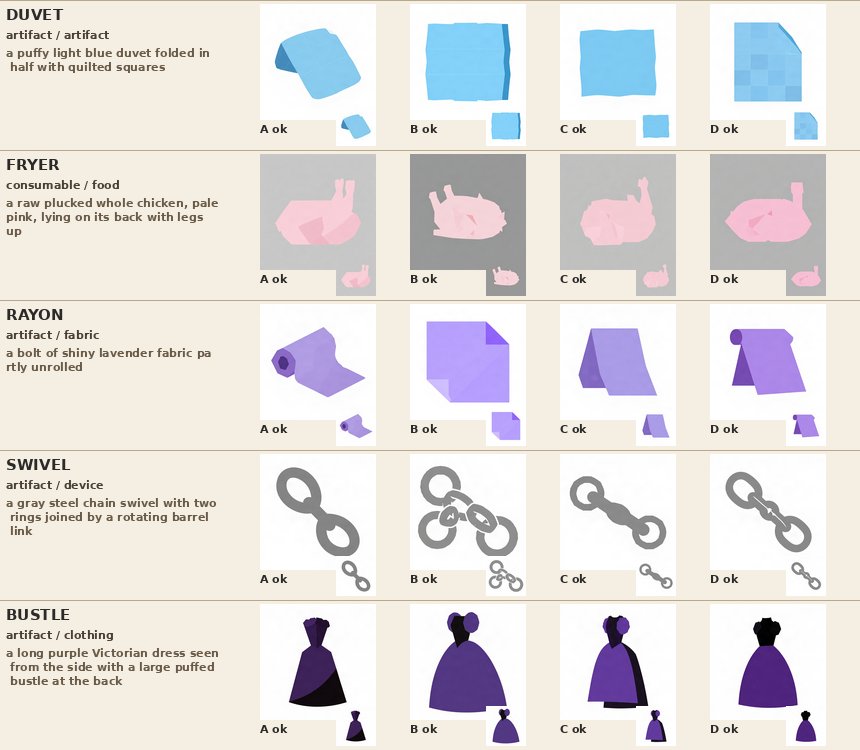 DUVET
artifact / artifact
a puffy light blue duvet folded in
half with quilted squares
A ok
B ok
C ok
D ok
FRYER
consumable / food
a raw plucked whole chicken, pale
pink, lying on its back with legs
up
A ok
B ok
C ok
D ok
RAYON
artifact / fabric
a bolt of shiny lavender fabric pa
rtly unrolled
A ok
B ok
C ok
D ok
SWIVEL
artifact / device
a gray steel chain swivel with two
rings joined by a rotating barrel
link
A ok
B ok
C ok
D ok
BUSTLE
artifact / clothing
a long purple Victorian dress seen
from the side with a large puffed
bustle at the back
A ok
B ok
C ok
D ok